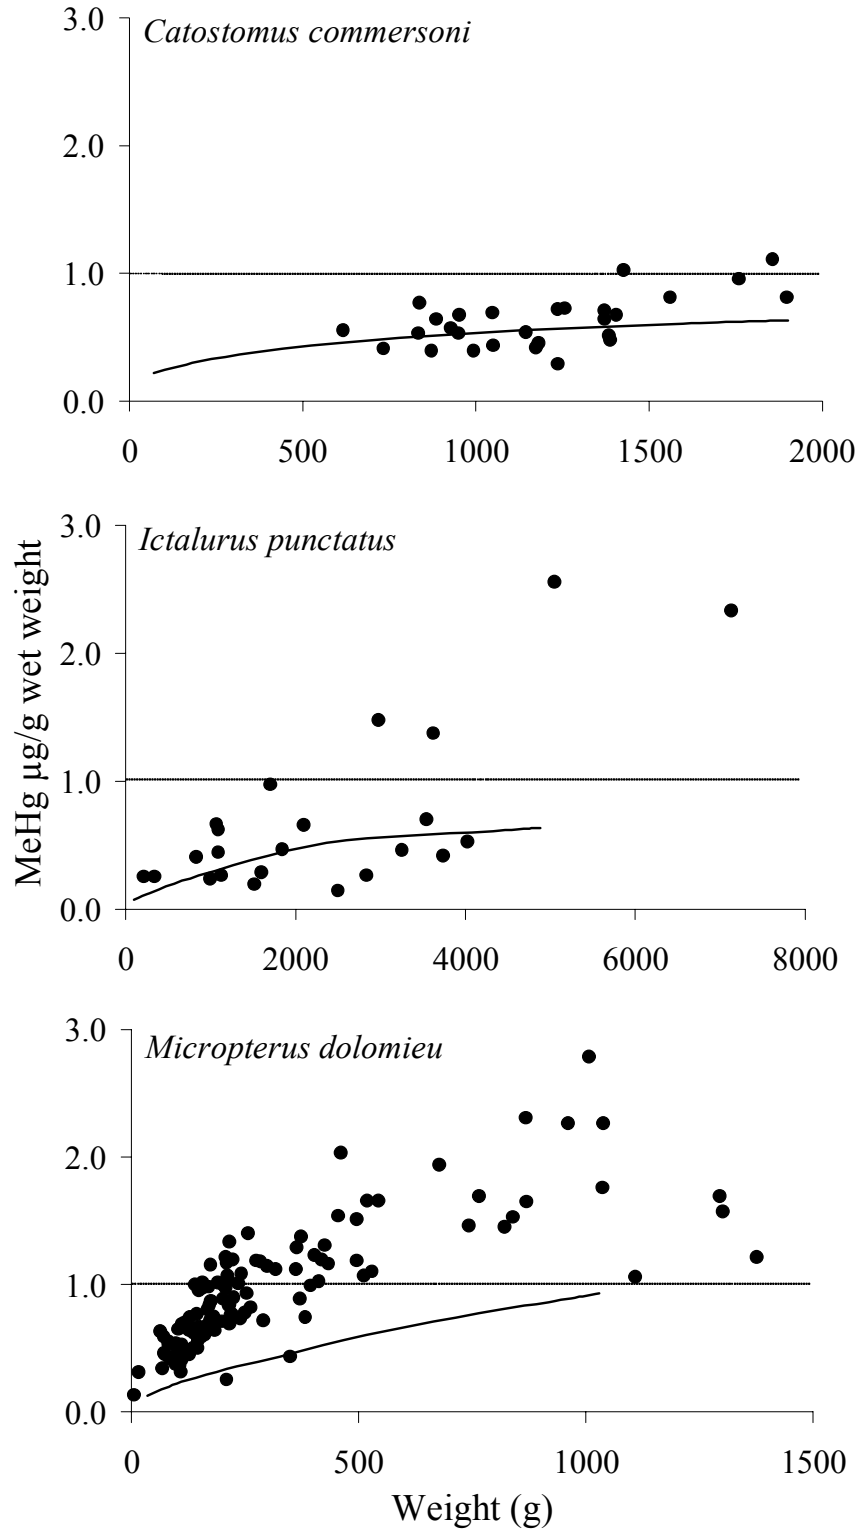 3.0
Catostomus commersoni
2.0
1.0
0.0
0 500 1000 1500 2000
MeHg µg/g wet weight
3.0
Ictalurus punctatus
2.0
1.0
0.0
0 2000 4000 6000 8000
3.0
Micropterus dolomieu
2.0
1.0
0.0
0 500 1000 1500
Weight (g)